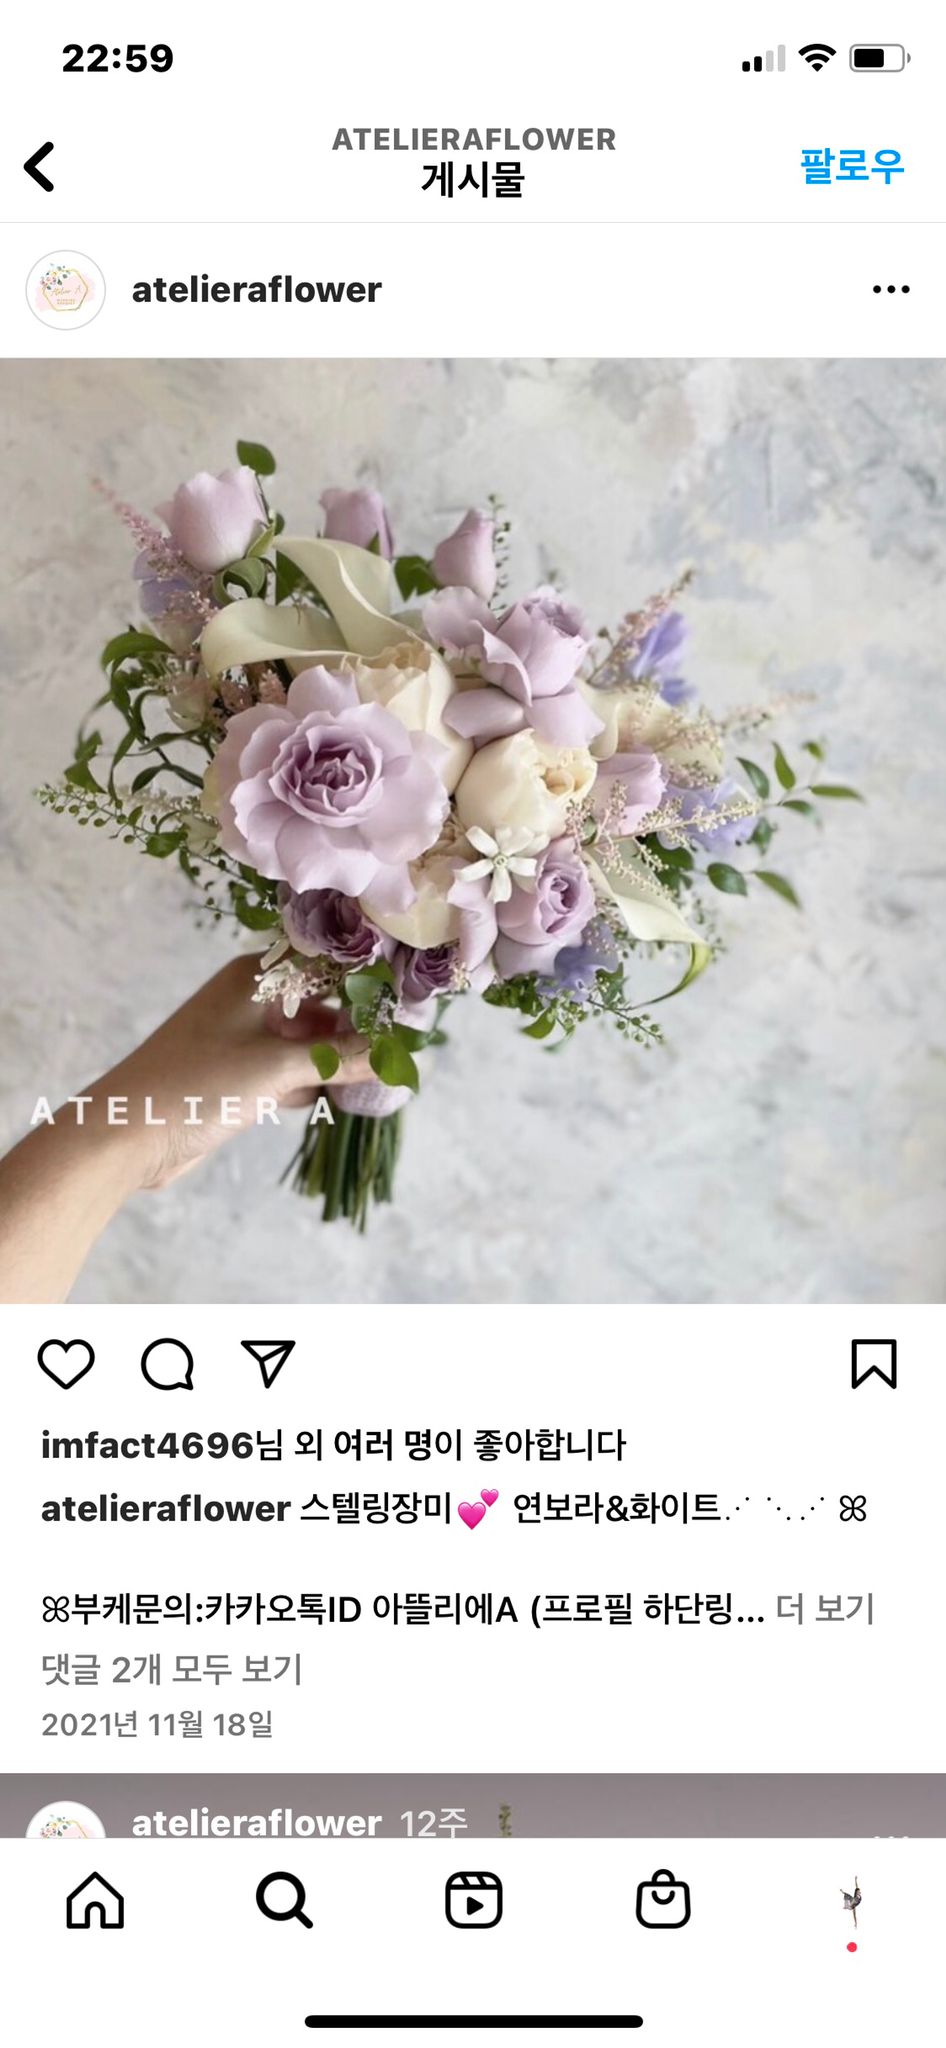 22:59
ATELIERAFLOWER
게시물
팔로우
atelieraflower
ATELIER A
imfact4696님 외 여러 명이 좋아합니다
atelieraflower 스텔링장미💕 연보라&화이트⋰ ⋱⋰ ꕤ
ꕤ부케문의:카카오톡ID 아뜰리에A (프로필 하단링... 더 보기
댓글 2개 모두 보기
2021년 11월 18일
atelieraflower 12주